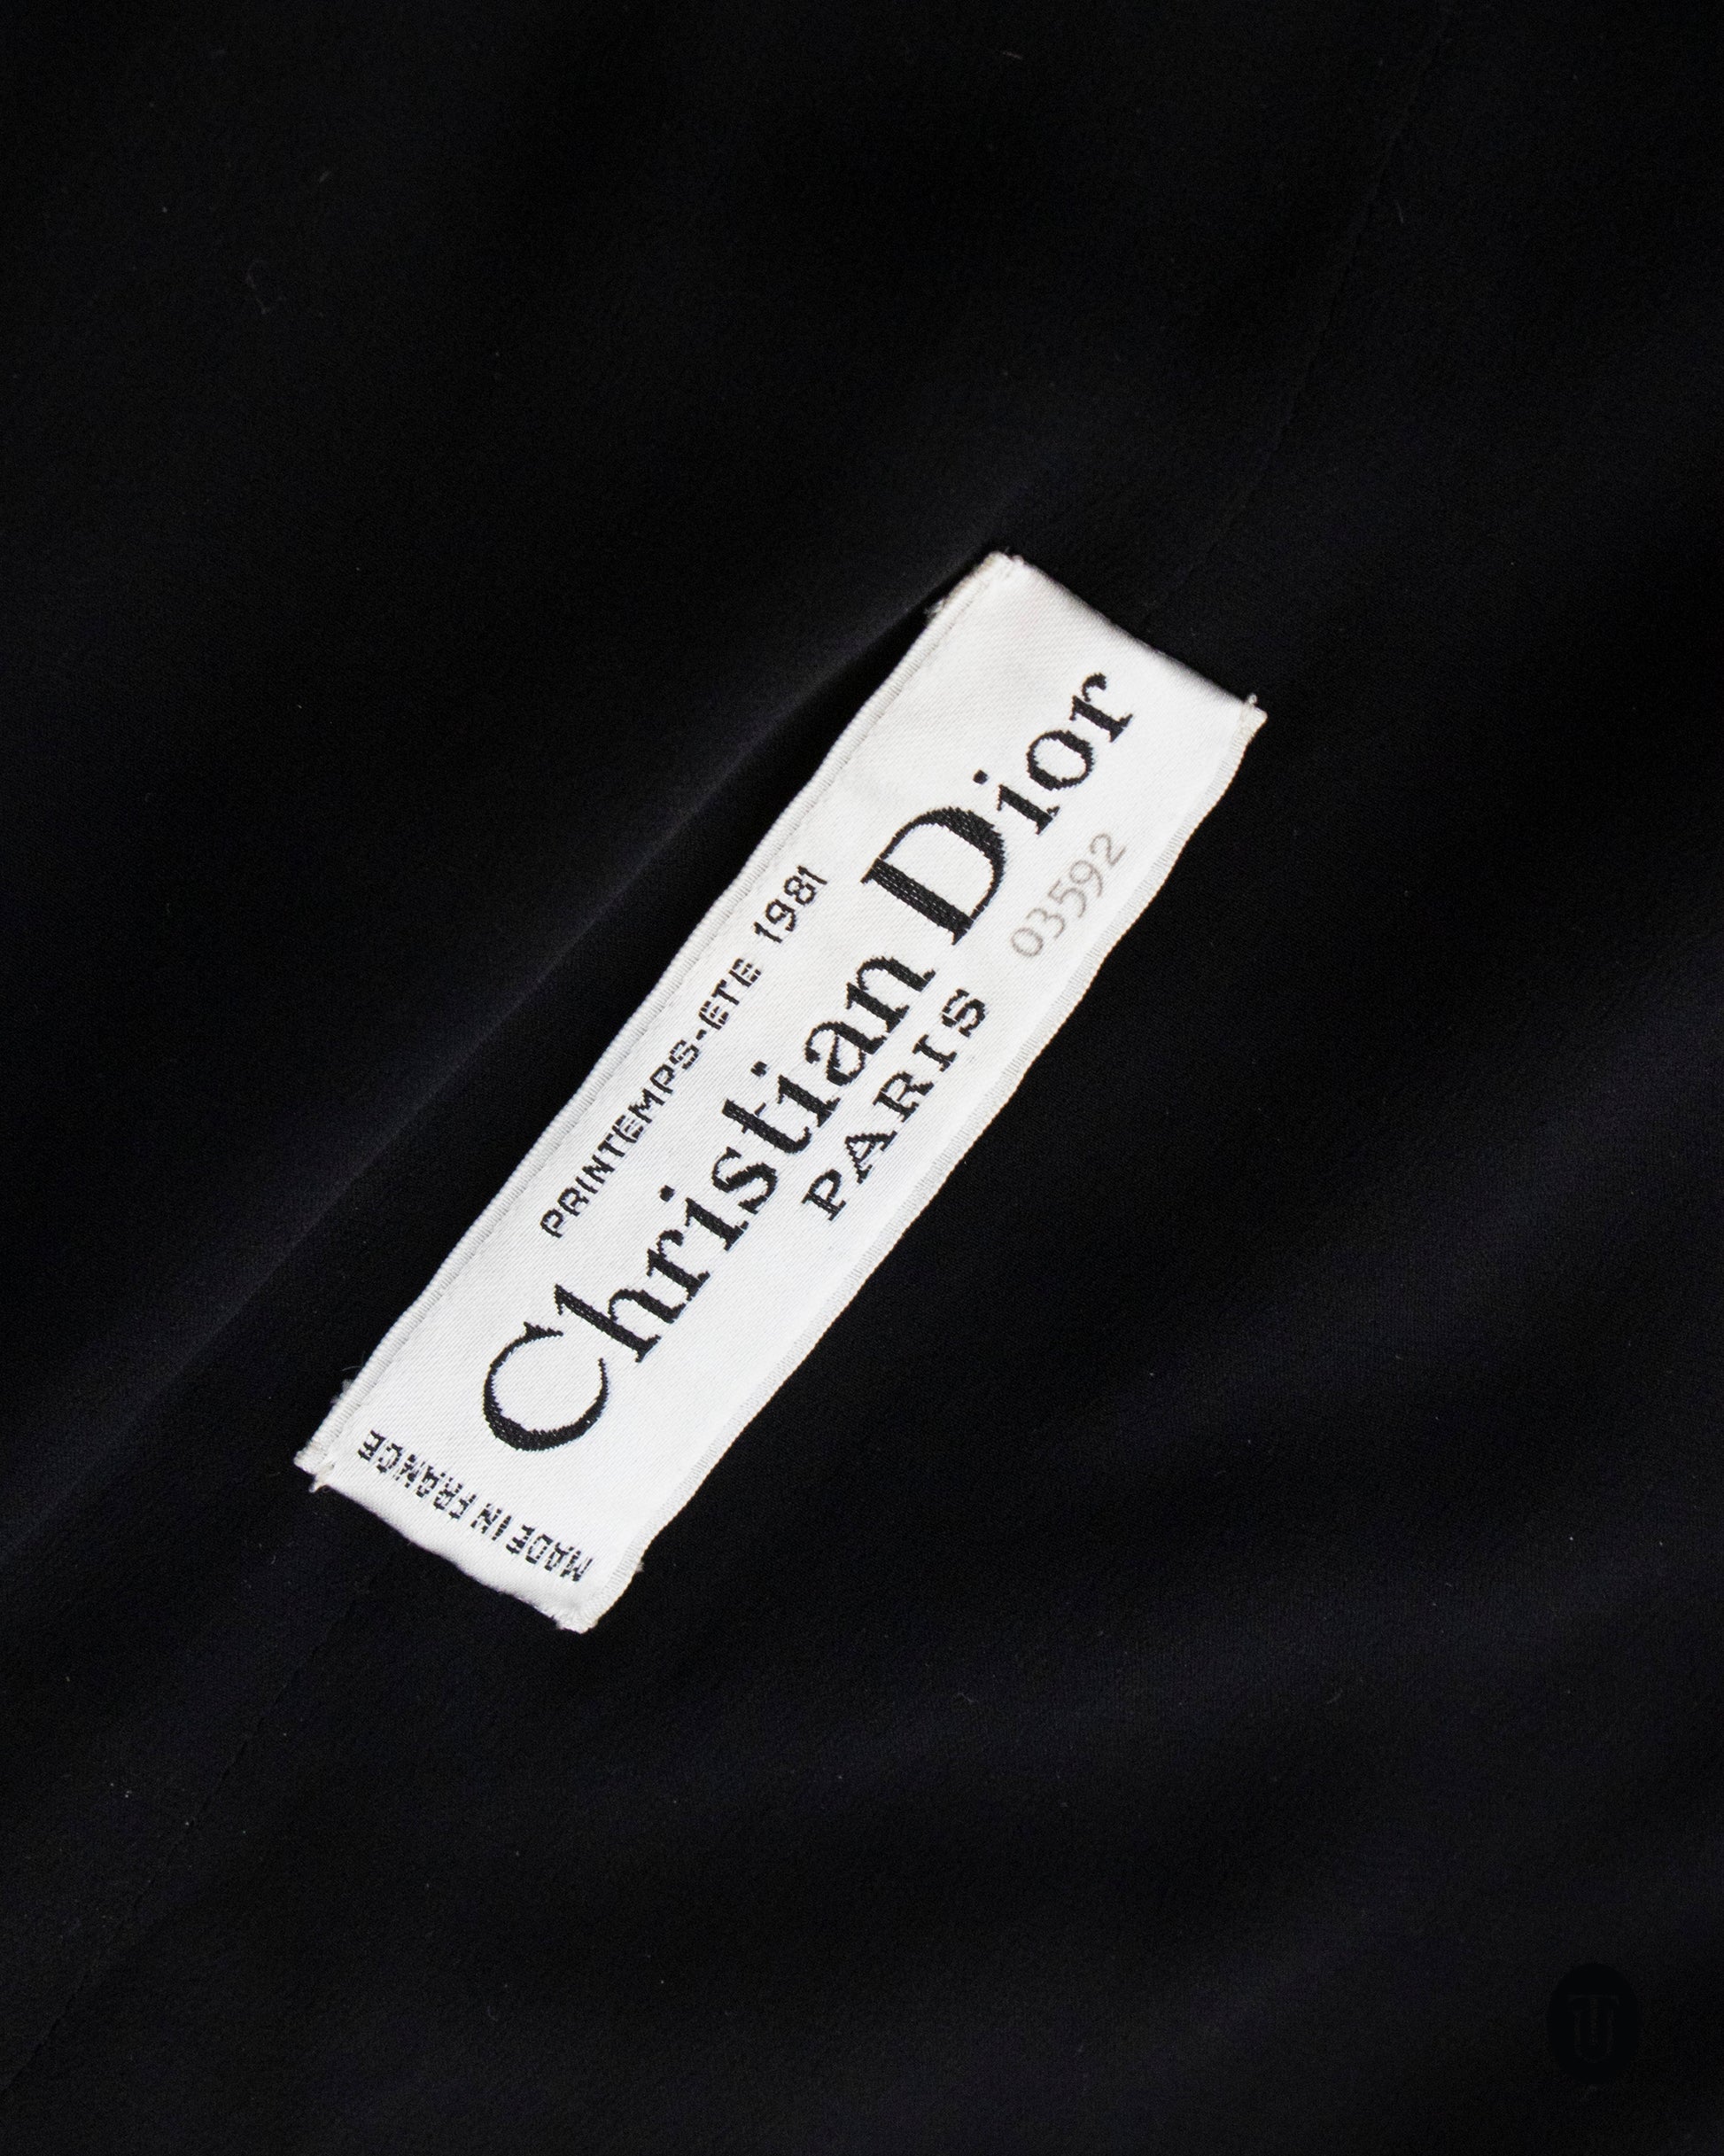 PRINTEMPS-ETE 1981
Christian Dior
PARIS
03592
MADE IN FRANCE